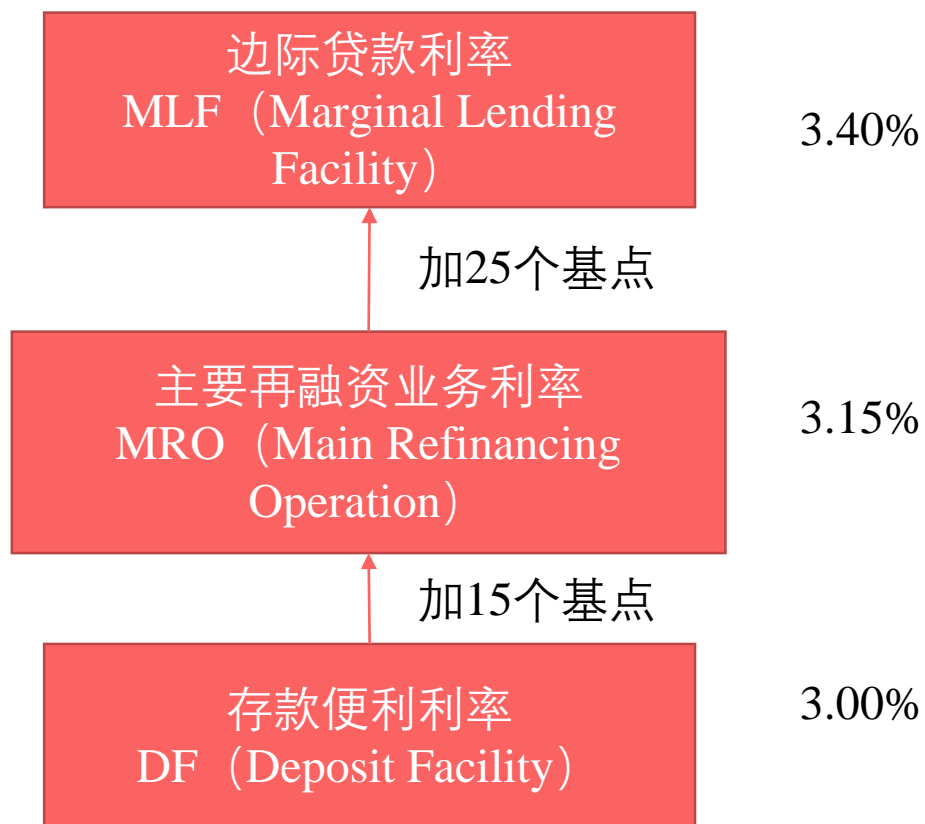 边际贷款利率
MLF（Marginal Lending
Facility）
3.40%
加25个基点
主要再融资业务利率
MRO（Main Refinancing
Operation）
3.15%
加15个基点
存款便利利率
DF（Deposit Facility）
3.00%